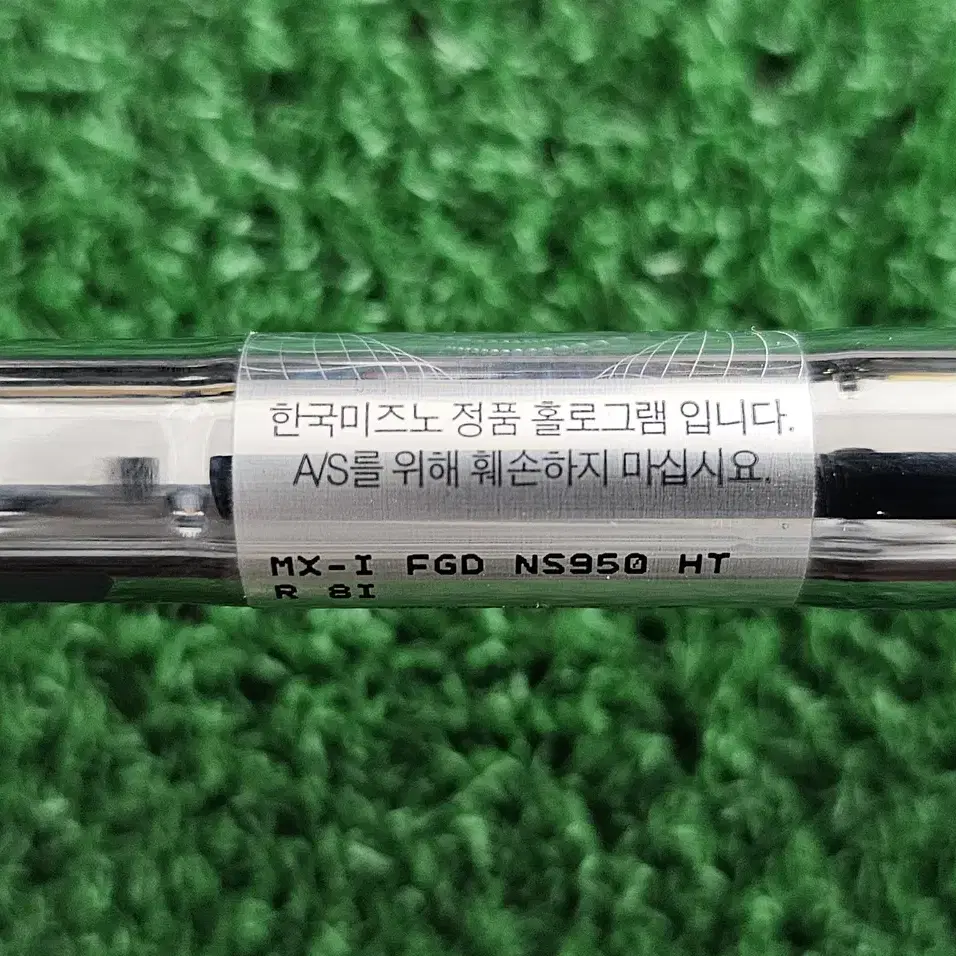 한국미즈노 정품 홀로그램 입니다.
A/S를 위해 훼손하지 마십시요.
MX-I FGD NS950 HT
R 8I